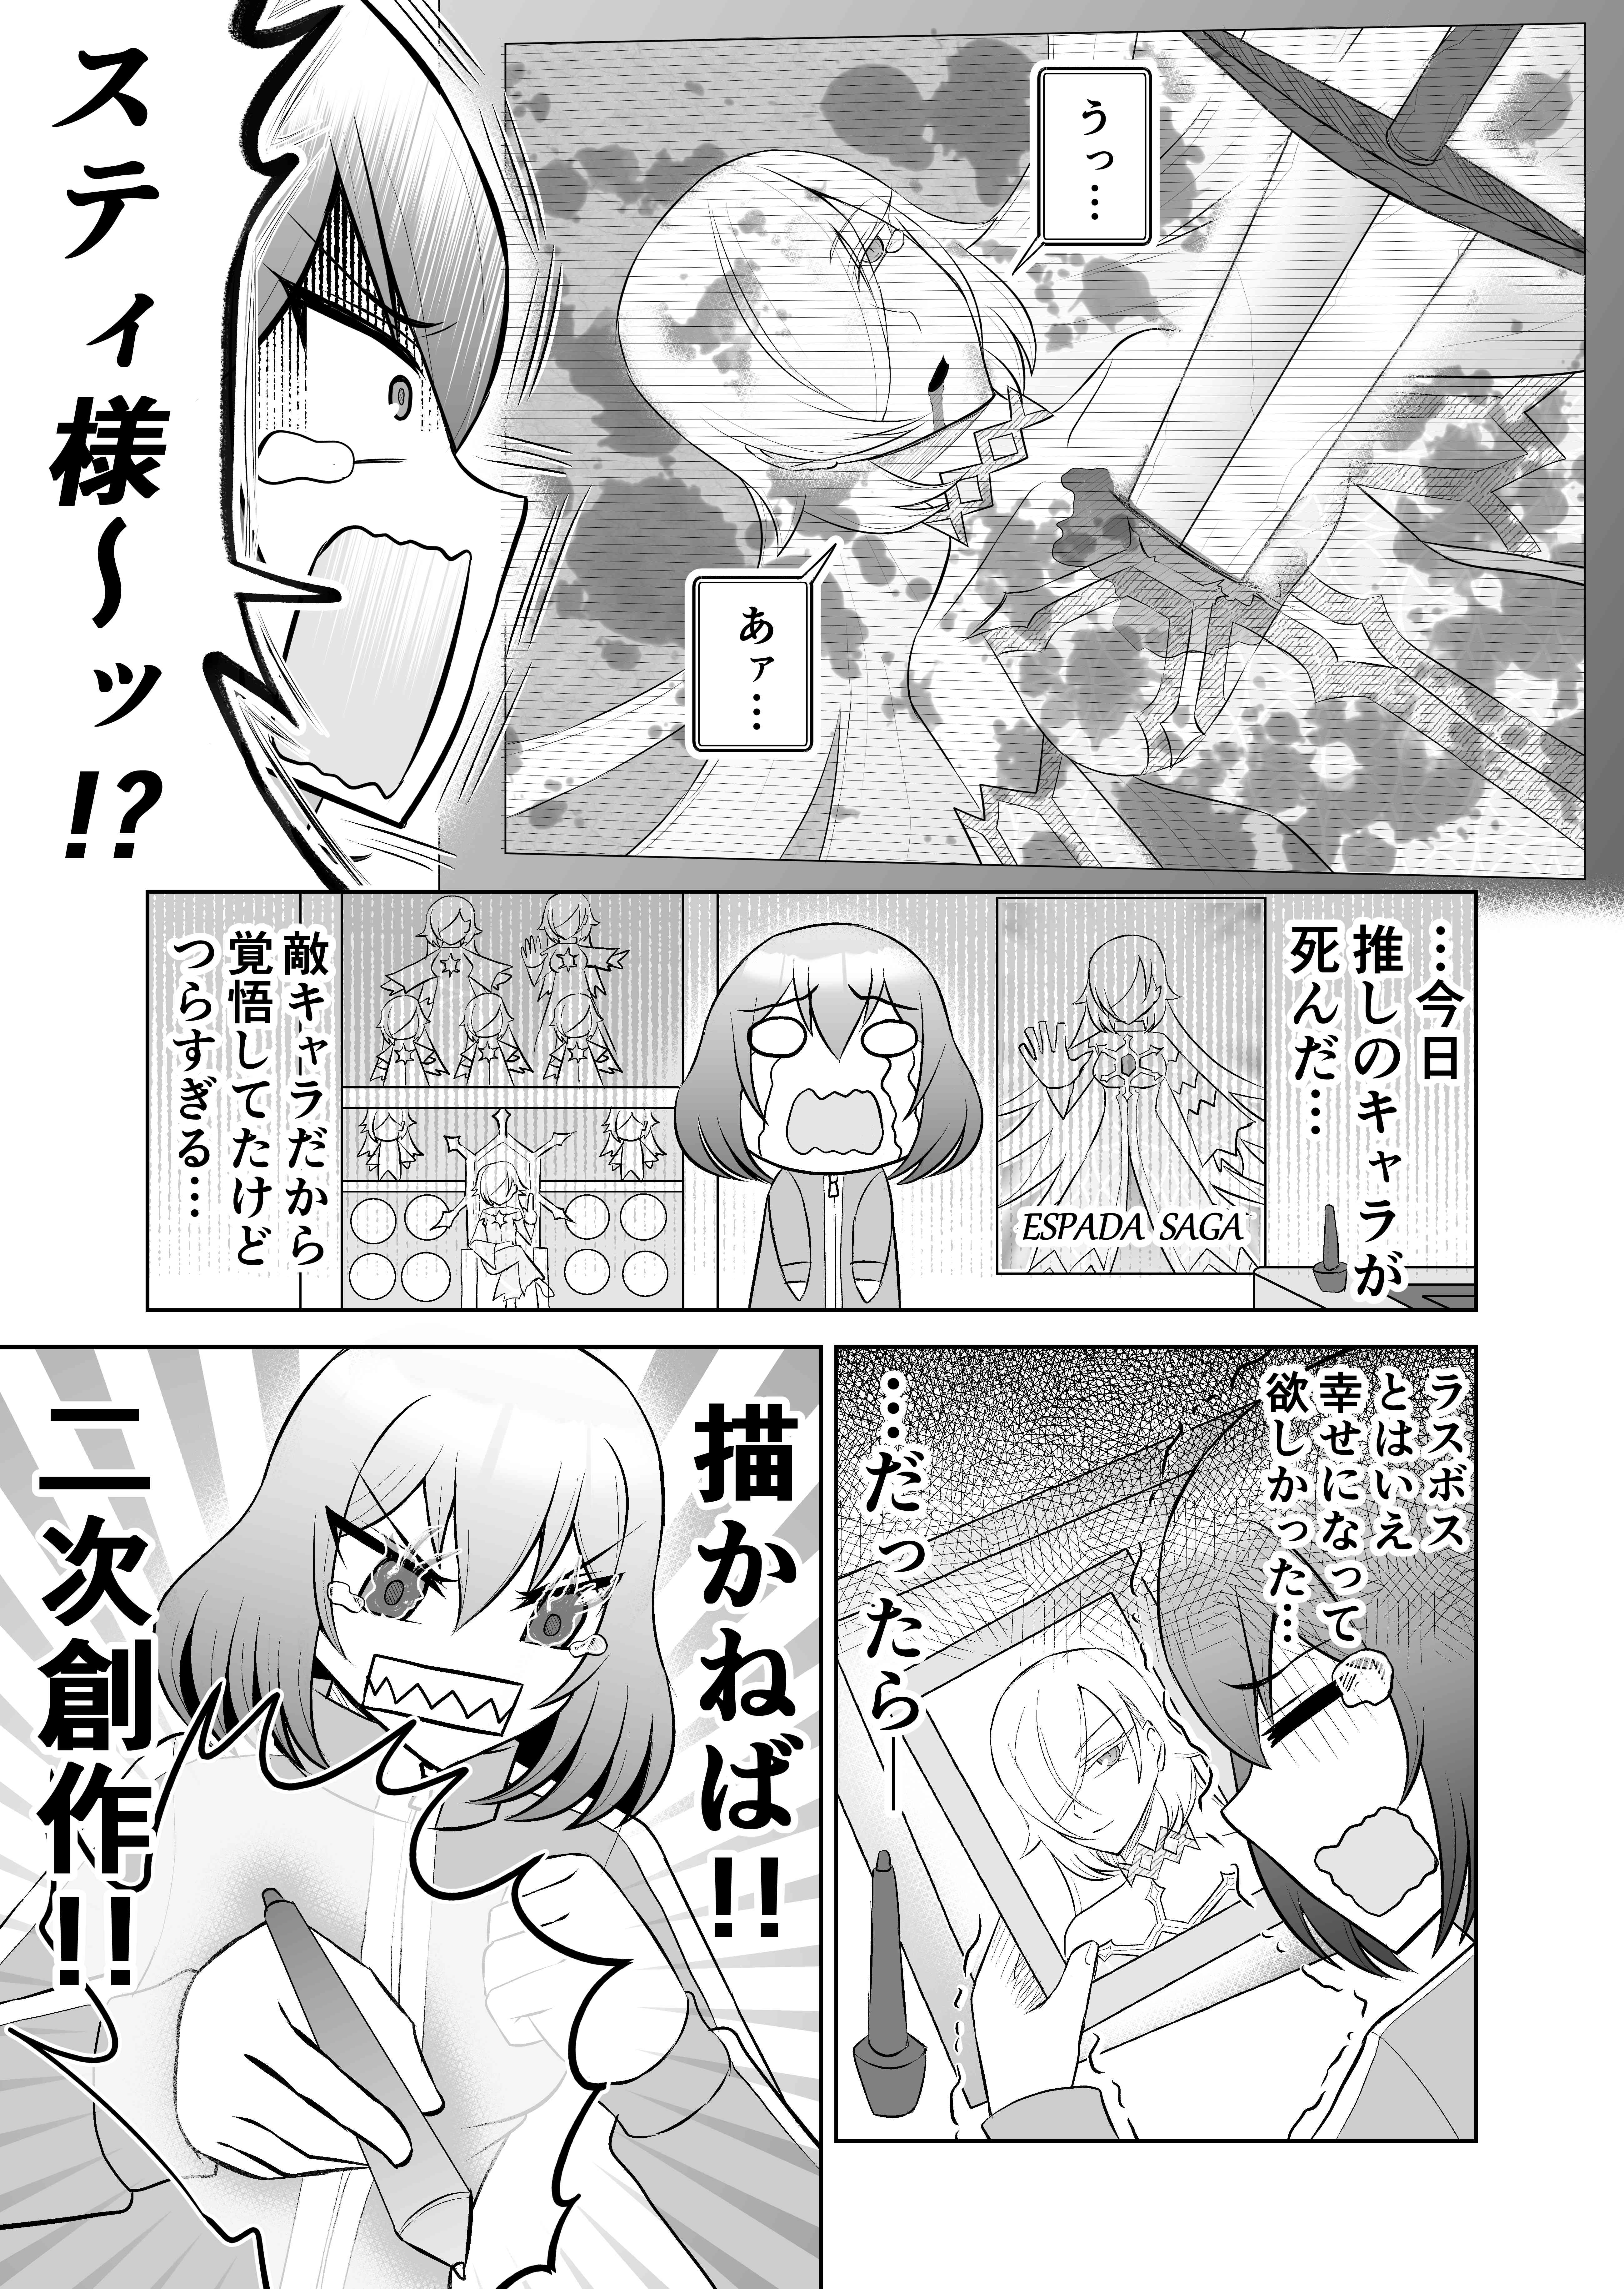 うっ…
あァ…
スティ様～ッ!?
…今日
推しのキャラが
死んだ…
ESPADA SAGA
敵キャラだから
覚悟してたけど
つらすぎる…
ラスボス
とはいえ
幸せになって
欲しかった…
…だったら―
描かねば!!
二次創作!!